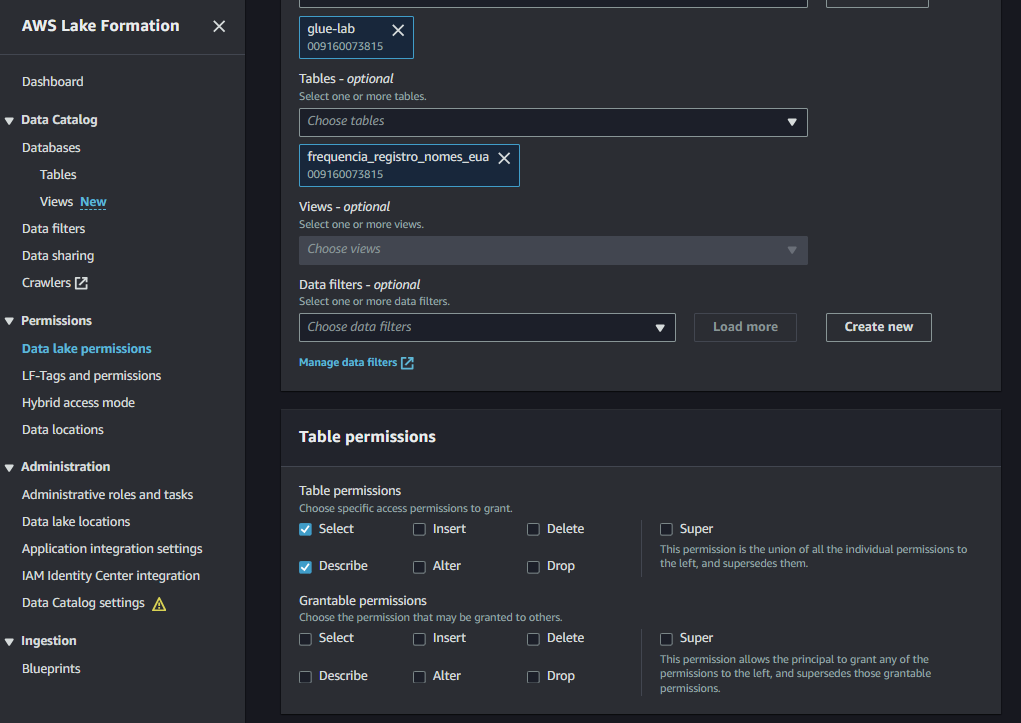 AWS Lake Formation
Dashboard
Data Catalog
Databases
Tables
Views New
Data filters
Data sharing
Crawlers
Permissions
Data lake permissions
LF-Tags and permissions
Hybrid access mode
Data locations
Administration
Administrative roles and tasks
Data lake locations
Application integration settings
IAM Identity Center integration
Data Catalog settings
Ingestion
Blueprints
glue-lab
009160073815
Tables - optional
Select one or more tables.
Choose tables
frequencia_registro_nomes_eua
009160073815
Views - optional
Select one or more views.
Choose views
Data filters - optional
Select one or more data filters.
Choose data filters
Load more
Create new
Manage data filters
Table permissions
Table permissions
Choose specific access permissions to grant.
Select Insert Delete
Describe Alter Drop
Super
This permission is the union of all the individual permissions to
the left, and supersedes them.
Grantable permissions
Choose the permission that may be granted to others.
Select Insert Delete
Describe Alter Drop
Super
This permission allows the principal to grant any of the
permissions to the left, and supersedes those grantable
permissions.